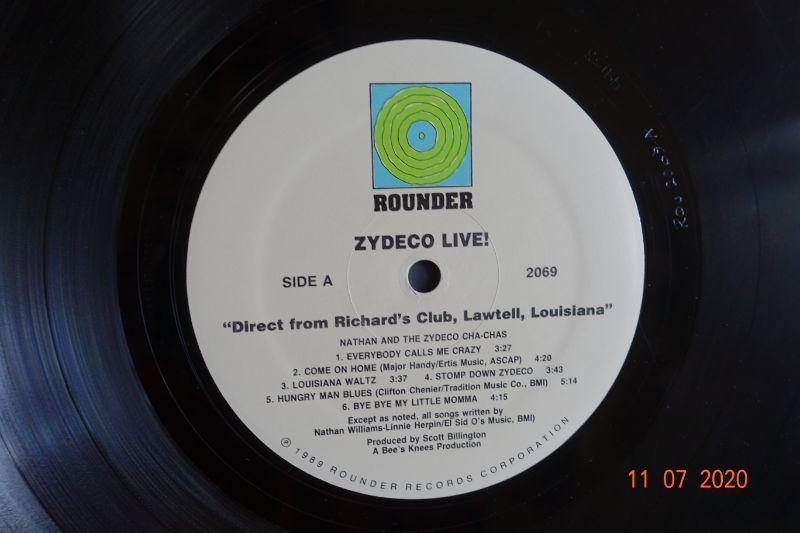 ROUNDER
ZYDECO LIVE!
SIDE A 2069
"Direct from Richard's Club, Lawtell, Louisiana"
NATHAN AND THE ZYDECO CHA-CHAS
1. EVERYBODY CALLS ME CRAZY 3:27
2. COME ON HOME (Major Handy/Ertis Music, ASCAP) 4:20
3. LOUISIANA WALTZ 3:37 4. STOMP DOWN ZYDECO 3:43
5. HUNGRY MAN BLUES (Clifton Chenier/Tradition Music Co., BMI) 5:14
6. BYE BYE MY LITTLE MOMMA 4:15
Except as noted, all songs written by
Nathan Williams-Linnie Herpin/El Sid O's Music, BMI)
Produced by Scott Billington
A Bee's Knees Production
℗ 1989 ROUNDER RECORDS CORPORATION
ROU 2069 A
11 07 2020